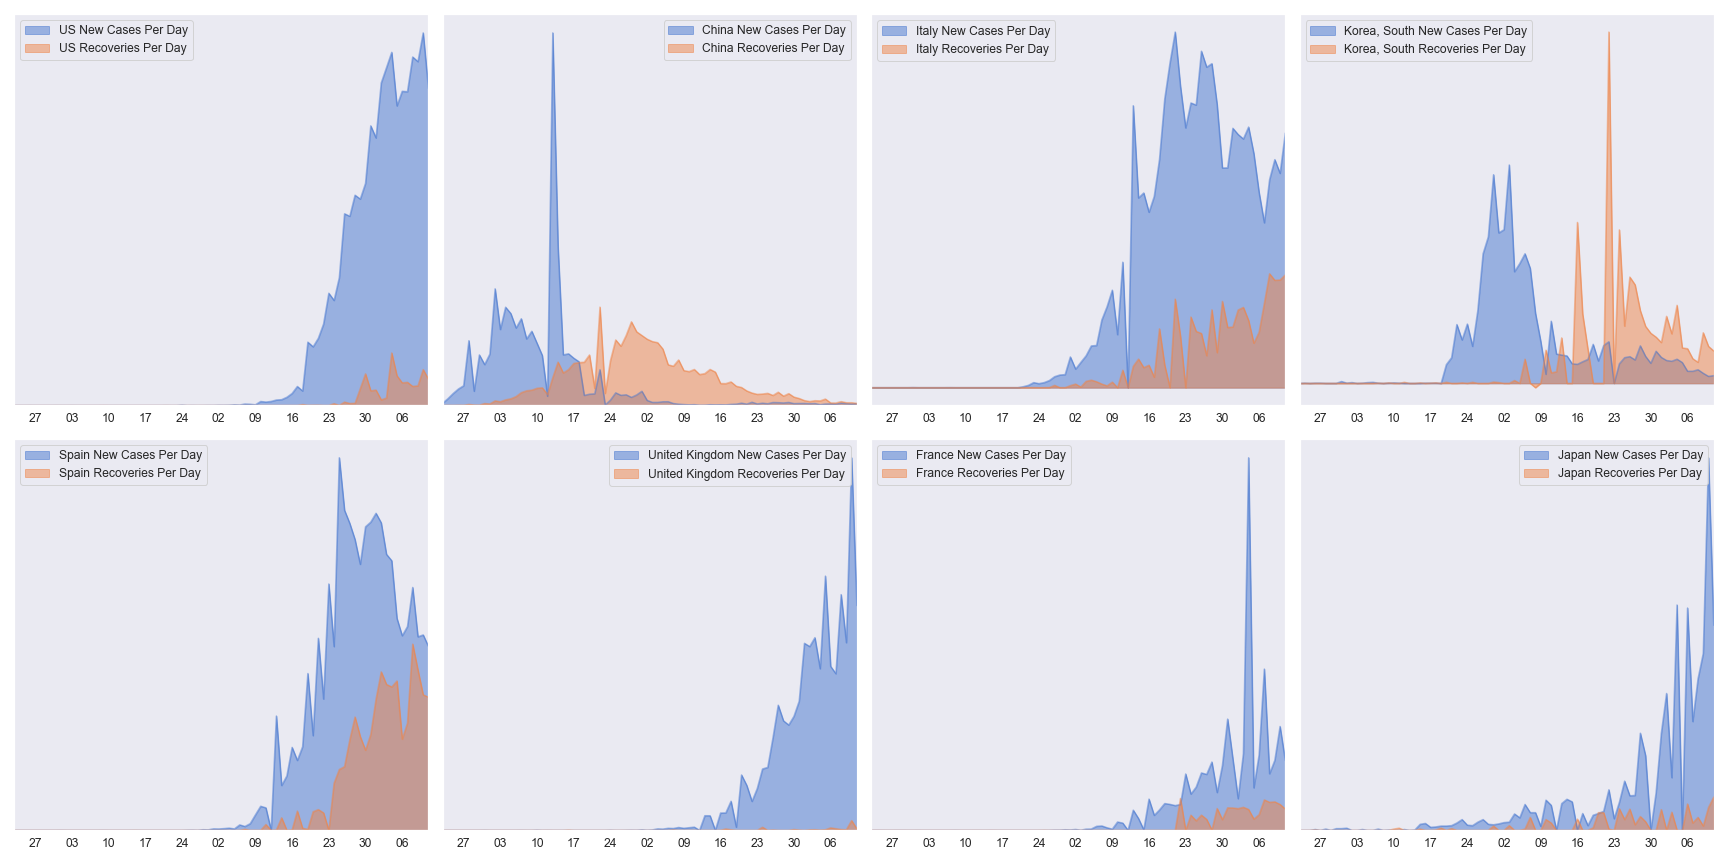 US New Cases Per Day
US Recoveries Per Day
China New Cases Per Day
China Recoveries Per Day
Italy New Cases Per Day
Italy Recoveries Per Day
Korea, South New Cases Per Day
Korea, South Recoveries Per Day
27 03 10 17 24 02 09 16 23 30 06
27 03 10 17 24 02 09 16 23 30 06
27 03 10 17 24 02 09 16 23 30 06
27 03 10 17 24 02 09 16 23 30 06
Spain New Cases Per Day
Spain Recoveries Per Day
United Kingdom New Cases Per Day
United Kingdom Recoveries Per Day
France New Cases Per Day
France Recoveries Per Day
Japan New Cases Per Day
Japan Recoveries Per Day
27 03 10 17 24 02 09 16 23 30 06
27 03 10 17 24 02 09 16 23 30 06
27 03 10 17 24 02 09 16 23 30 06
27 03 10 17 24 02 09 16 23 30 06